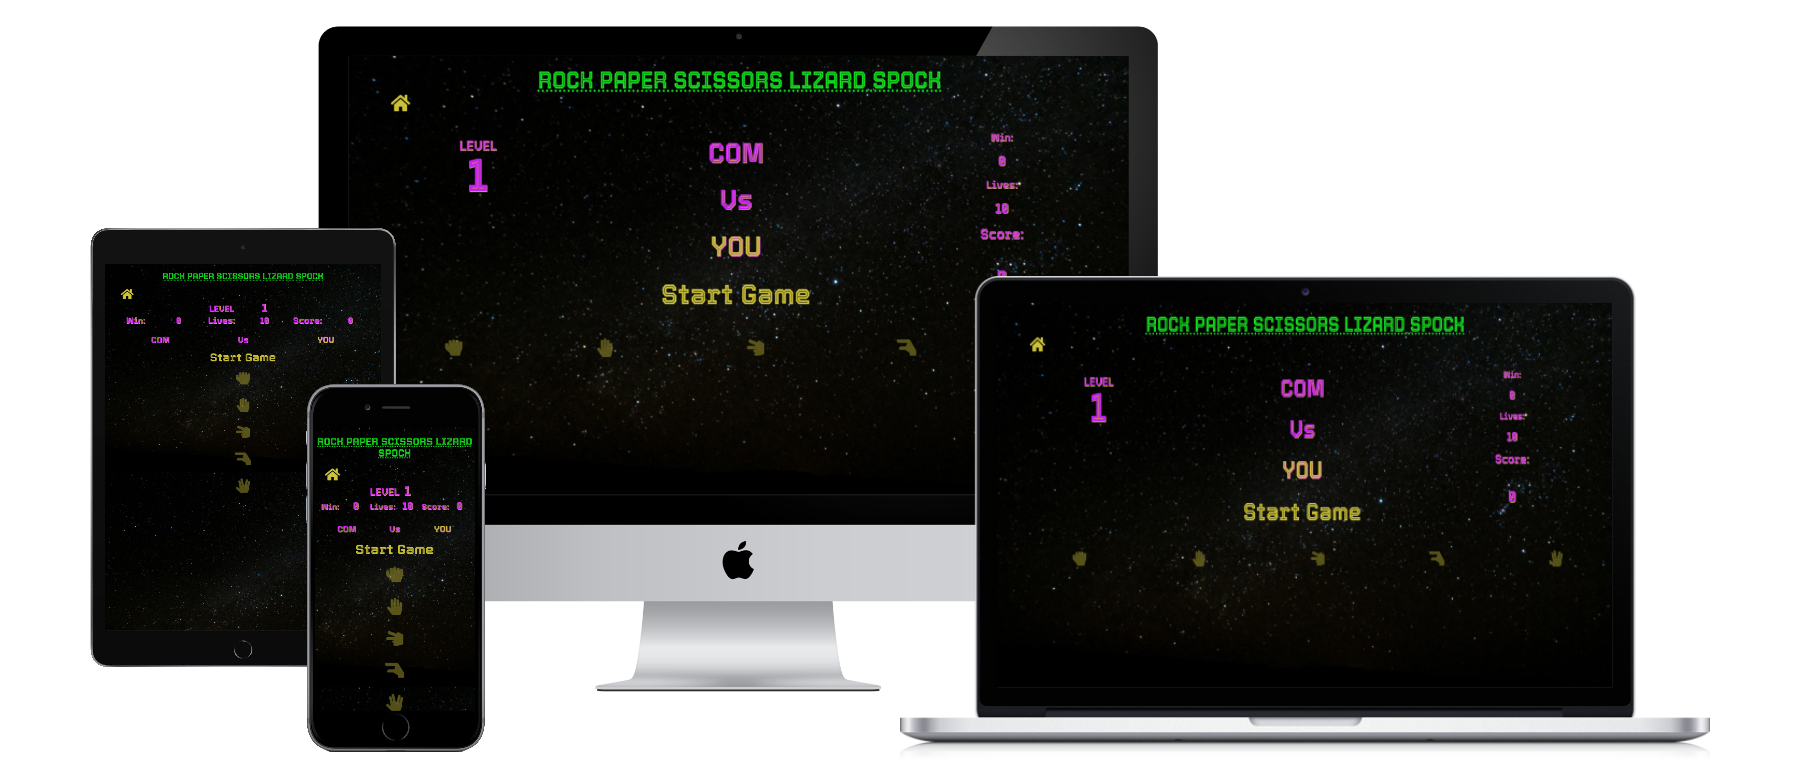 ROCK PAPER SCISSORS LIZARD SPOCK
LEVEL
1
COM
Vs
YOU
Start Game
Win:
0
Lives:
10
Score:
ROCK PAPER SCISSORS LIZARD SPOCK
LEVEL 1
Win: 0 Lives: 10 Score: 0
COM Vs YOU
Start Game
ROCK PAPER SCISSORS LIZARD
SPOCK
LEVEL 1
Win: 0 Lives: 10 Score: 0
COM Vs YOU
Start Game
ROCK PAPER SCISSORS LIZARD SPOCK
LEVEL
1
COM
Vs
YOU
Start Game
Win:
0
Lives:
10
Score:
0